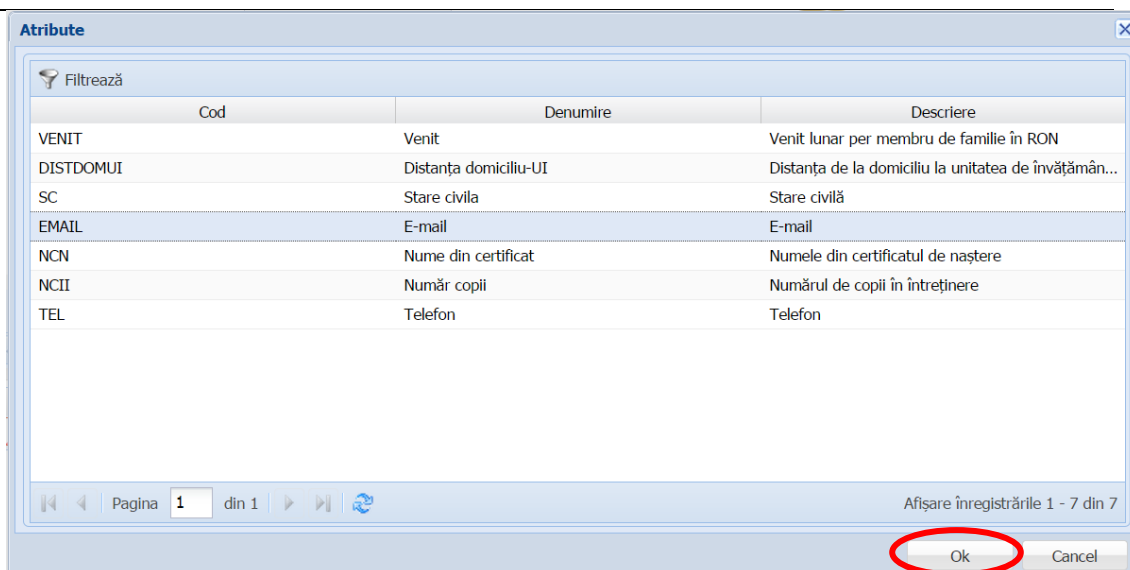 Atribute
Filtrează
Cod Denumire Descriere
VENIT Venit Venit lunar per membru de familie în RON
DISTDOMUI Distanța domiciliu-UI Distanța de la domiciliu la unitatea de învățămân...
SC Stare civila Stare civilă
EMAIL E-mail E-mail
NCN Nume din certificat Numele din certificatul de naștere
NCII Număr copii Numărul de copii în întreținere
TEL Telefon Telefon
Pagina 1 din 1 Afișare înregistrările 1 - 7 din 7
Ok Cancel